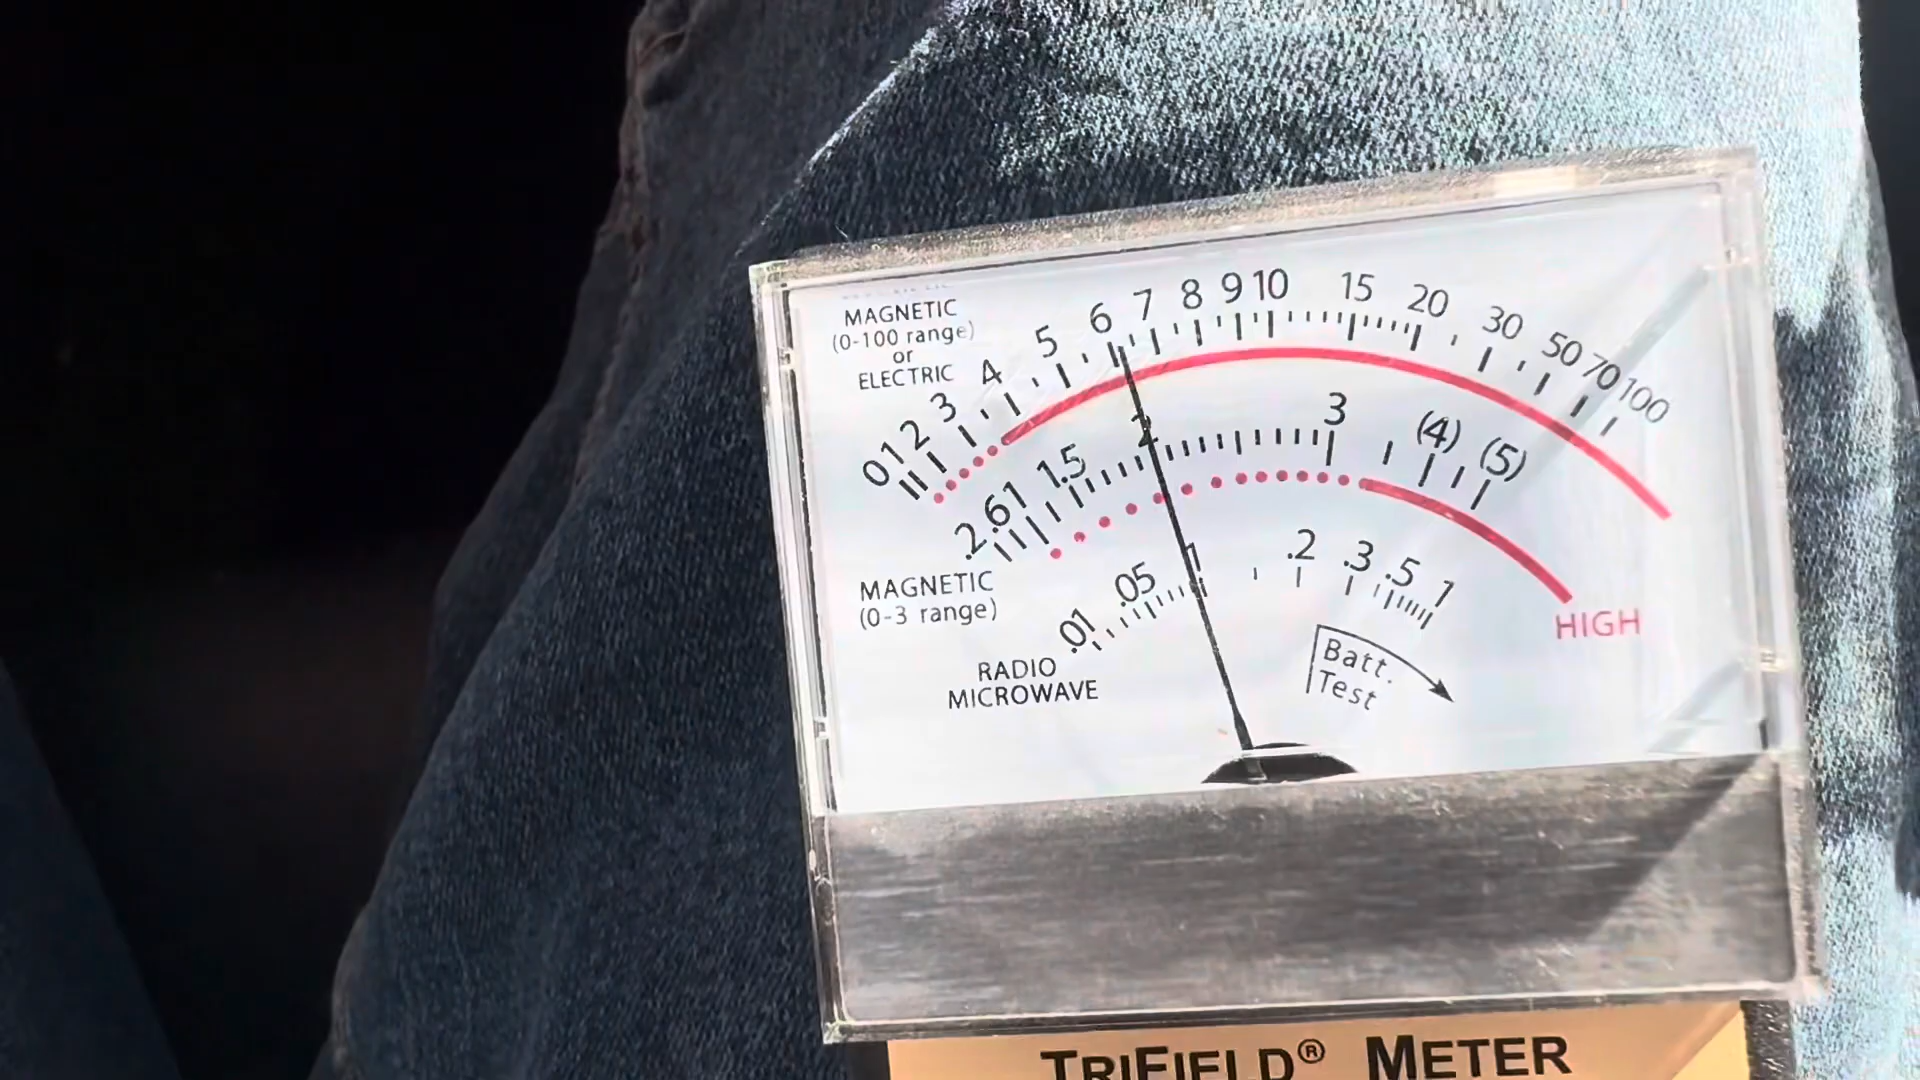 MAGNETIC
(0-100 range)
or
ELECTRIC
0 1 2 3 4 5 6 7 8 9 10 15 20 30 50 70 100
.2 .6 1 1.5 2 3 (4) (5)
MAGNETIC
(0-3 range)
.01 .05 .1 .2 .3 .5 1
RADIO
MICROWAVE
HIGH
Batt.
Test
TRIFIELD® METER